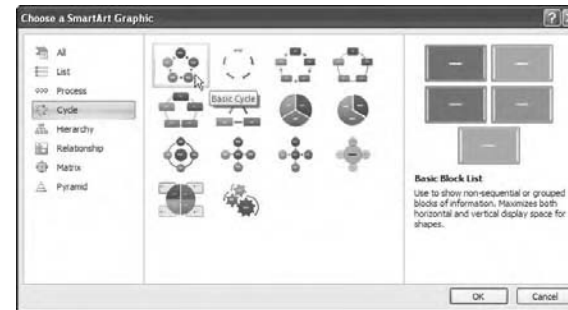 Choose a SmartArt Graphic
All
List
Process
Cycle
Hierarchy
Relationship
Matrix
Pyramid
Basic Cycle
Basic Block List
Use to show non-sequential or grouped
blocks of information. Maximizes both
horizontal and vertical display space for
shapes.
OK
Cancel